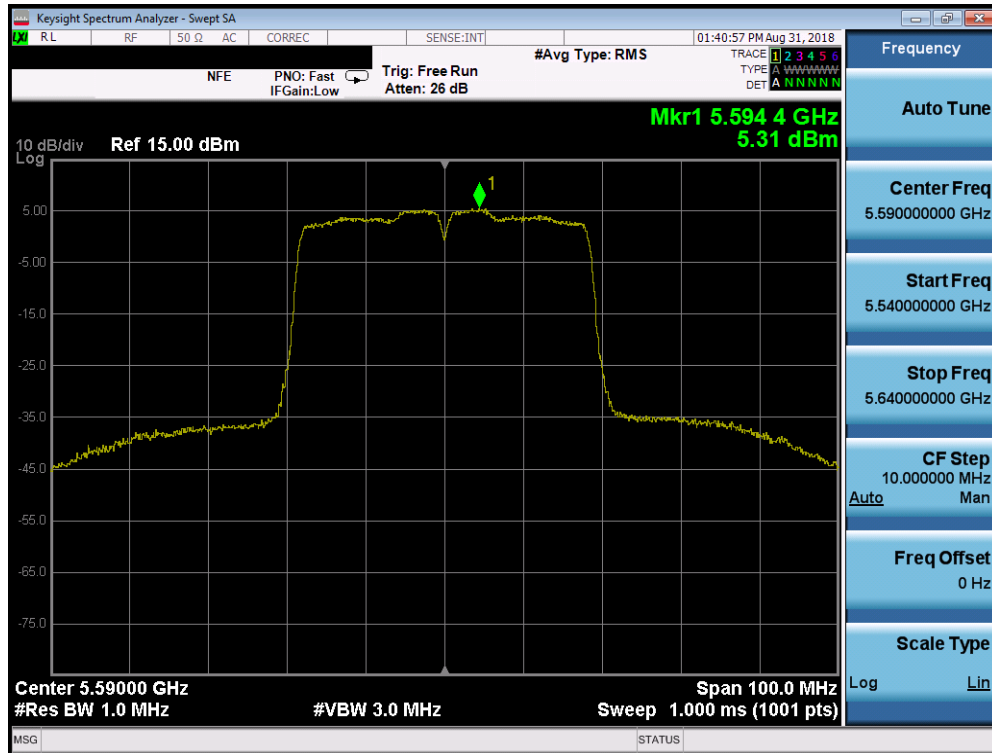 Keysight Spectrum Analyzer - Swept SA
LXI RL RF 50 Ω AC CORREC SENSE:INT 01:40:57 PM Aug 31, 2018
#Avg Type: RMS
TRACE 1 2 3 4 5 6
TYPE A WWWWW
DET A N N N N N
NFE PNO: Fast Trig: Free Run
IFGain:Low Atten: 26 dB
Mkr1 5.594 4 GHz
5.31 dBm
10 dB/div Ref 15.00 dBm
Log
1
5.00
-5.00
-15.0
-25.0
-35.0
-45.0
-55.0
-65.0
-75.0
Center 5.59000 GHz Span 100.0 MHz
#Res BW 1.0 MHz #VBW 3.0 MHz Sweep 1.000 ms (1001 pts)
MSG STATUS
Frequency
Auto Tune
Center Freq
5.590000000 GHz
Start Freq
5.540000000 GHz
Stop Freq
5.640000000 GHz
CF Step
10.000000 MHz
Auto Man
Freq Offset
0 Hz
Scale Type
Log Lin